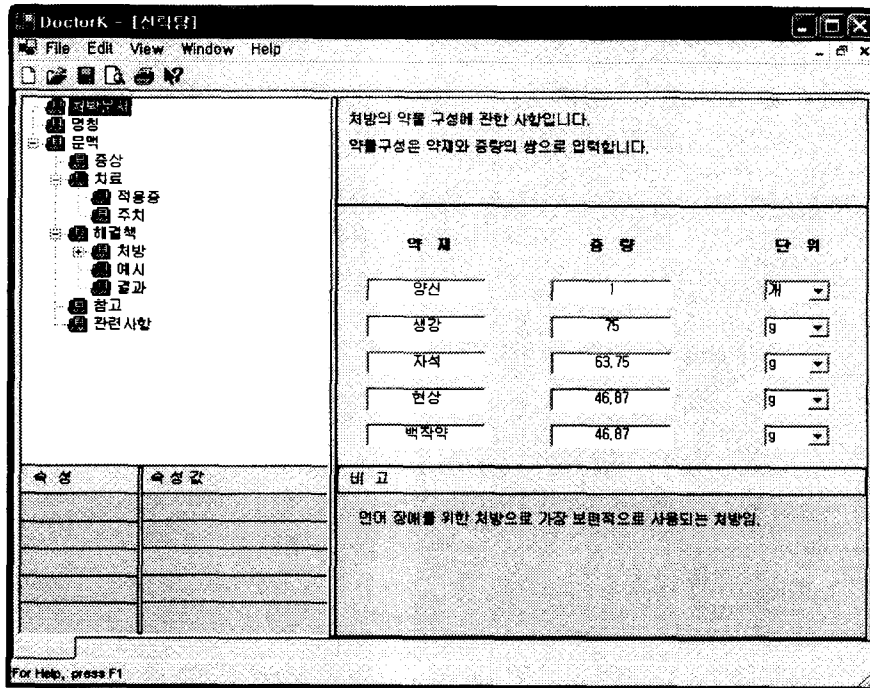 DoctorK - [신락탕]
File Edit View Window Help
처방문서
명칭
문맥
증상
치료
적용증
주치
해결책
처방
예시
결과
참고
관련사항
처방의 약물 구성에 관한 사항입니다.
약물구성은 약재와 중량의 쌍으로 입력합니다.
약 재 중 량 단 위
양신 1 개
생강 75 g
자석 63,75 g
현상 46,87 g
백작약 46,87 g
속 성 속 성 값
비 고
언어 장애를 위한 처방으로 가장 보편적으로 사용되는 처방임.
For Help, press F1